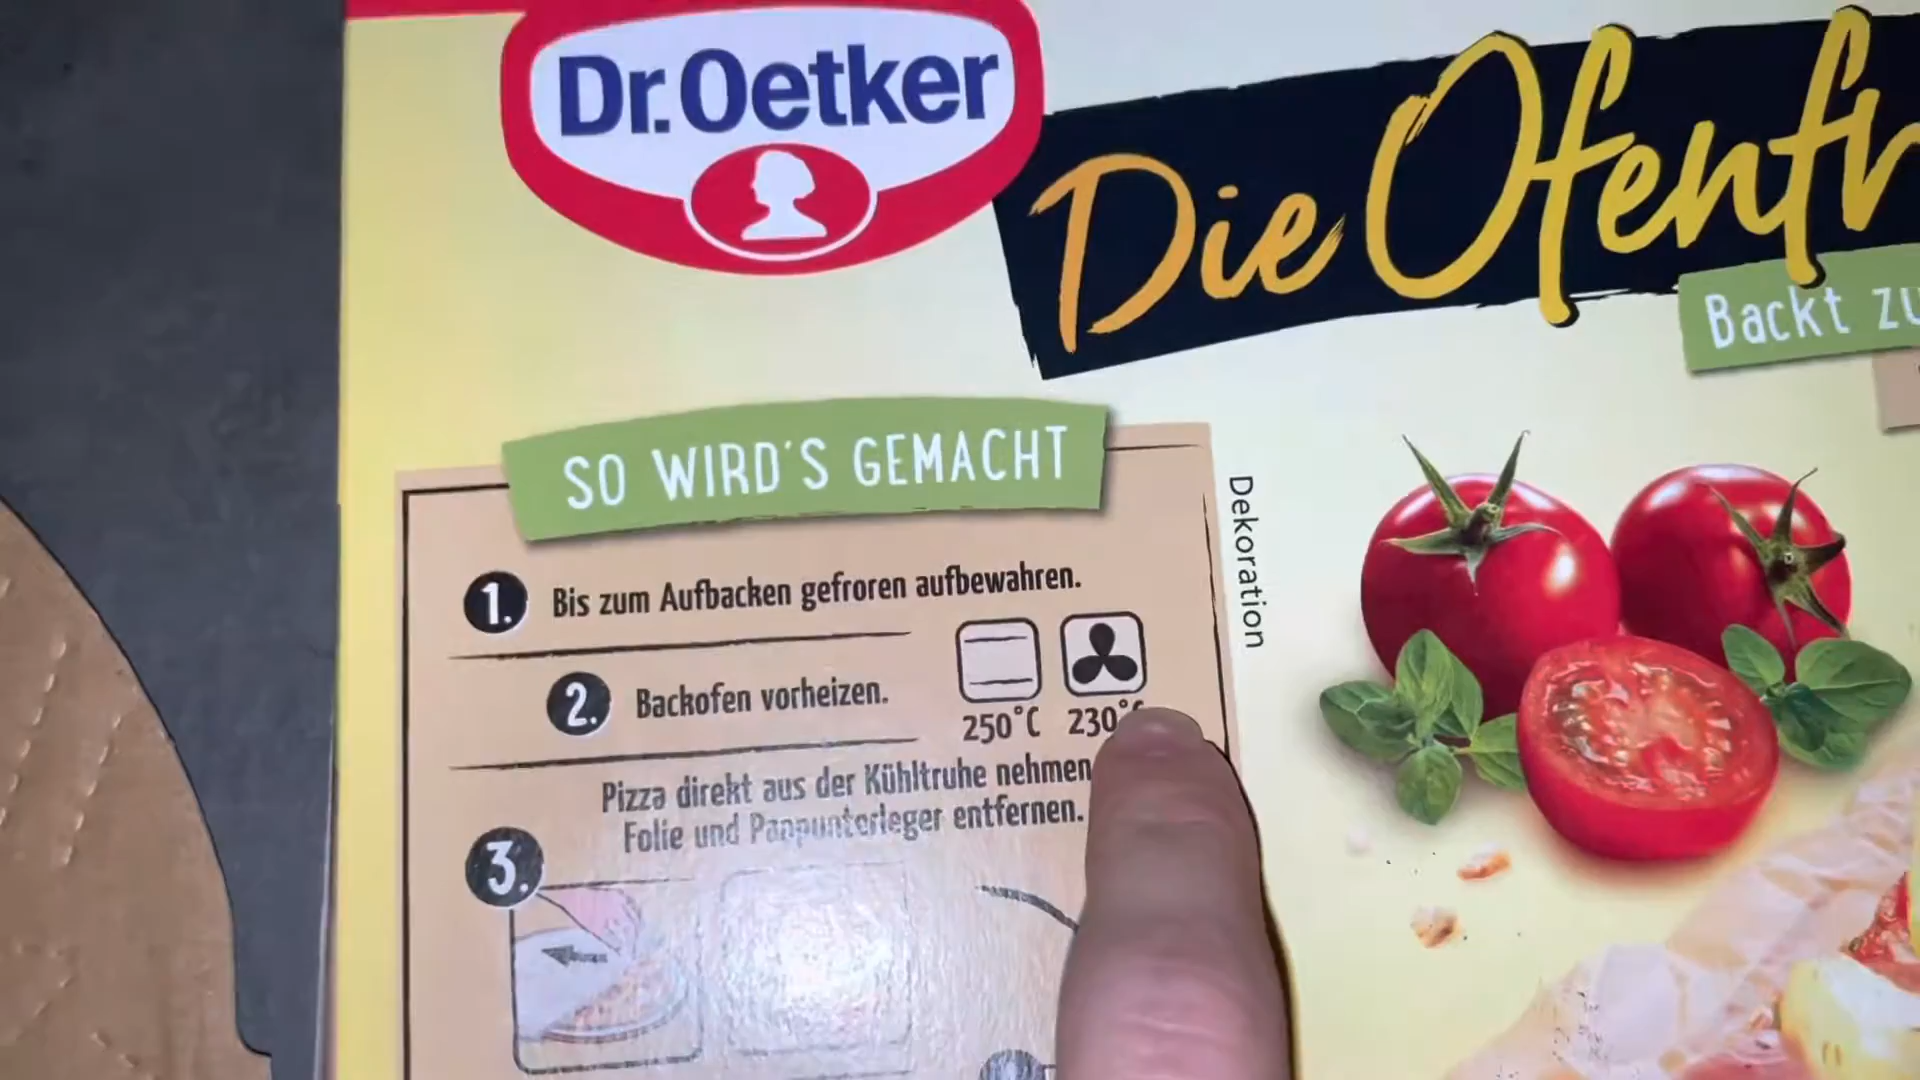 Dr. Oetker
Die Ofenfr
Backt zu
SO WIRD'S GEMACHT
Dekoration
1. Bis zum Aufbacken gefroren aufbewahren.
2. Backofen vorheizen.
250°C 230°C
Pizza direkt aus der Kühltruhe nehmen
Folie und Pappunterleger entfernen.
3.